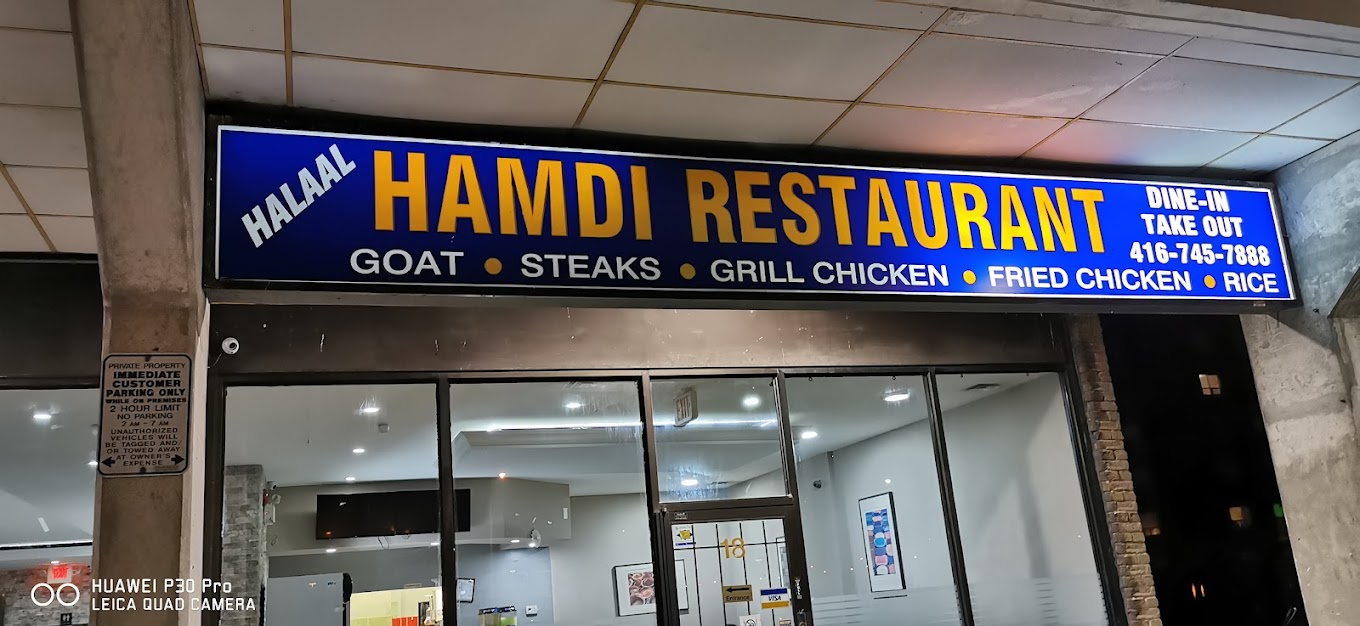 HALAAL
HAMDI RESTAURANT
DINE-IN
TAKE OUT
416-745-7888
GOAT • STEAKS • GRILL CHICKEN • FRIED CHICKEN • RICE
PRIVATE PROPERTY
IMMEDIATE
CUSTOMER
PARKING ONLY
WHILE ON PREMISES
2 HOUR LIMIT
NO PARKING
2 AM - 7 AM
UNAUTHORIZED
VEHICLES WILL
BE TAGGED AND/
OR TOWED AWAY
AT OWNER'S
EXPENSE
EXIT
18
Entrance
VISA
EXIT
HUAWEI P30 Pro
LEICA QUAD CAMERA